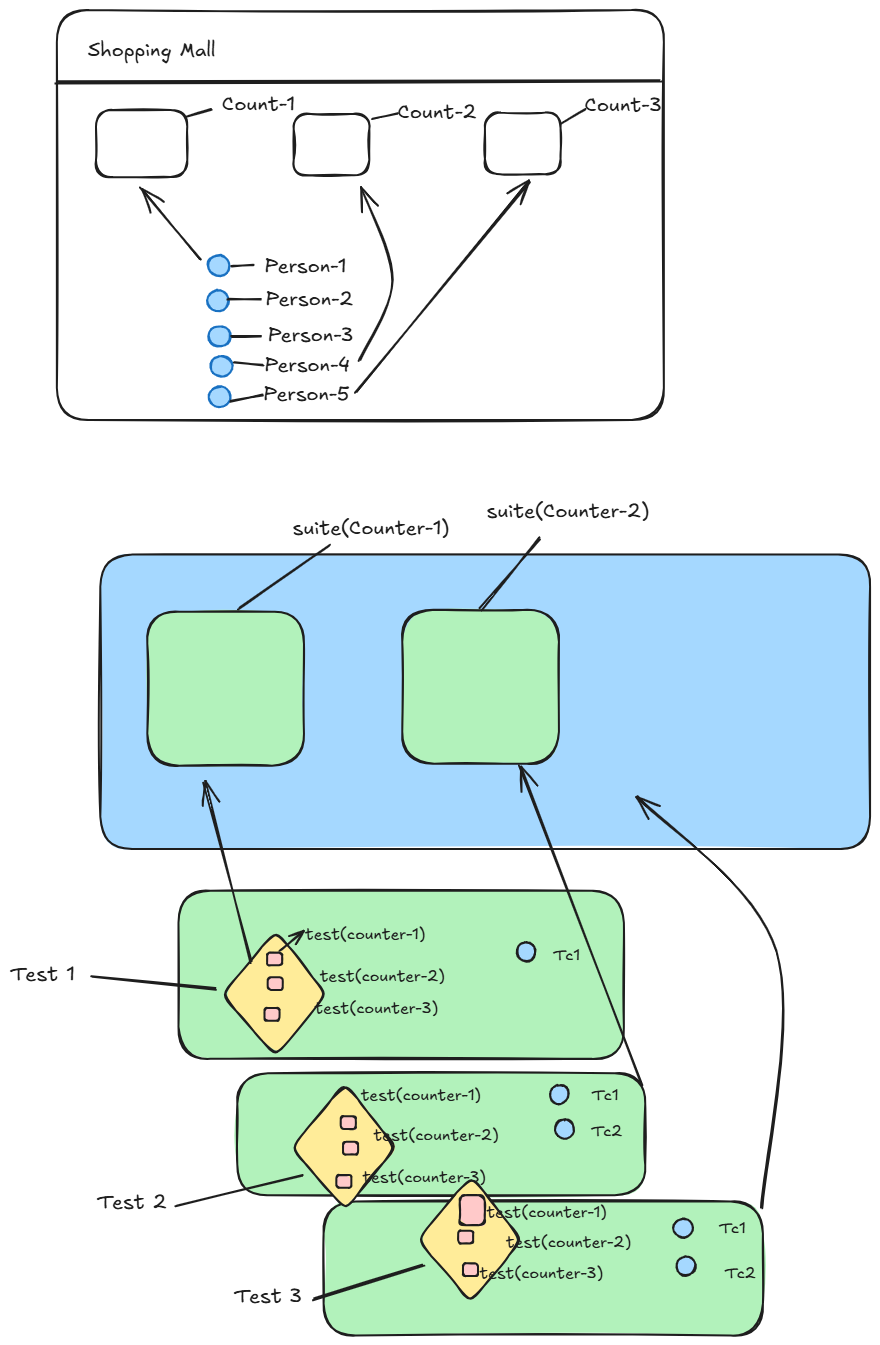 Shopping Mall
Count-1
Count-2
Count-3
Person-1
Person-2
Person-3
Person-4
Person-5
suite(Counter-1)
suite(Counter-2)
Test 1
test(counter-1)
test(counter-2)
test(counter-3)
Tc1
Test 2
test(counter-1)
test(counter-2)
test(counter-3)
Tc1
Tc2
Test 3
test(counter-1)
test(counter-2)
test(counter-3)
Tc1
Tc2